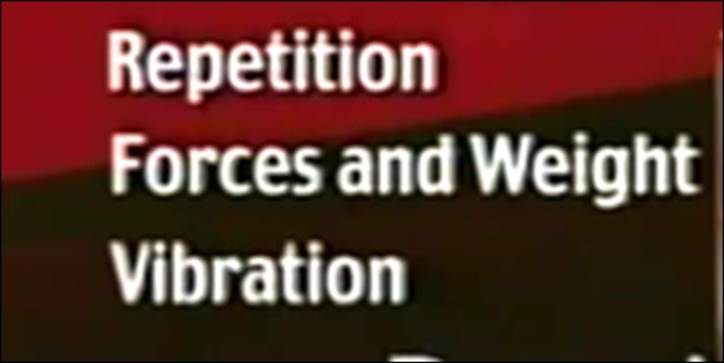 Repetition
Forces and Weight
Vibration